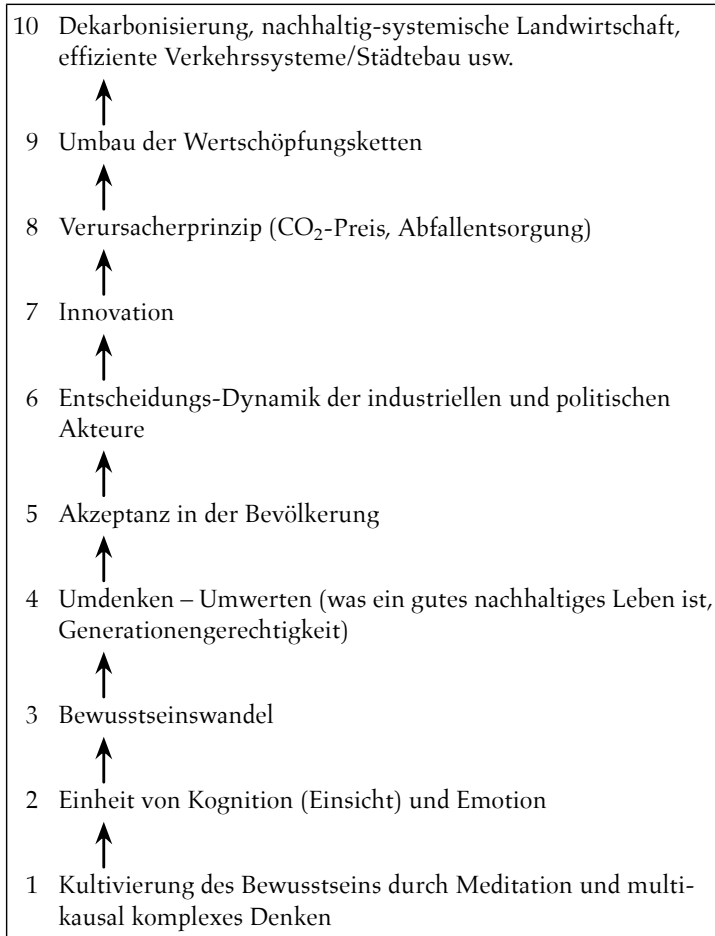 10 Dekarbonisierung, nachhaltig-systemische Landwirtschaft,
effiziente Verkehrssysteme/Städtebau usw.
9 Umbau der Wertschöpfungsketten
8 Verursacherprinzip (CO₂-Preis, Abfallentsorgung)
7 Innovation
6 Entscheidungs-Dynamik der industriellen und politischen
Akteure
5 Akzeptanz in der Bevölkerung
4 Umdenken – Umwerten (was ein gutes nachhaltiges Leben ist,
Generationengerechtigkeit)
3 Bewusstseinswandel
2 Einheit von Kognition (Einsicht) und Emotion
1 Kultivierung des Bewusstseins durch Meditation und multi-
kausal komplexes Denken